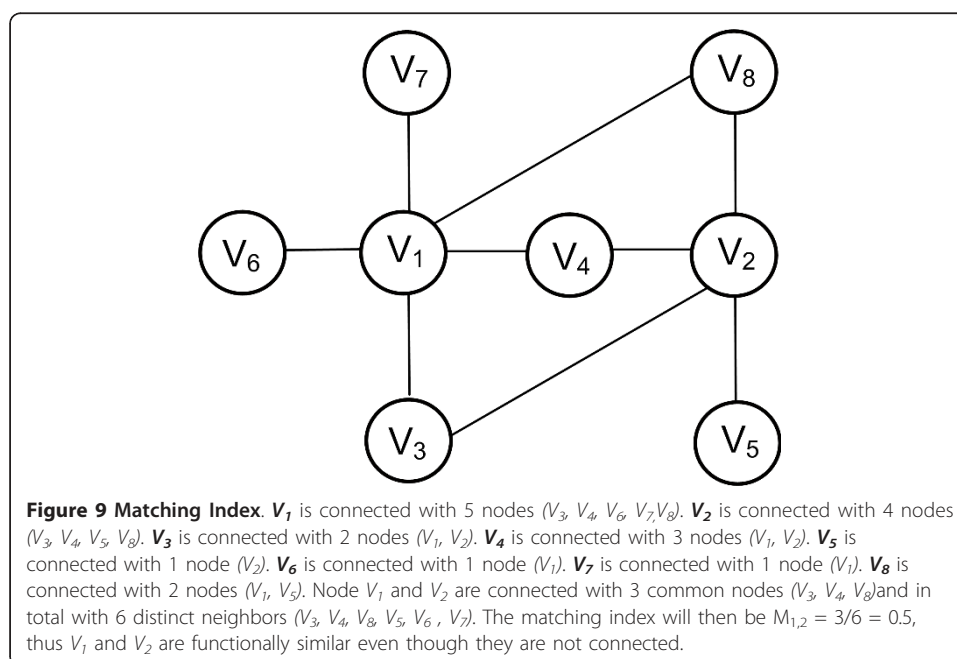 V7
V8
V6
V1
V4
V2
V3
V5
Figure 9 Matching Index. V1 is connected with 5 nodes (V3, V4, V6, V7,V8). V2 is connected with 4 nodes
(V3, V4, V5, V8). V3 is connected with 2 nodes (V1, V2). V4 is connected with 3 nodes (V1, V2). V5 is
connected with 1 node (V2). V6 is connected with 1 node (V1). V7 is connected with 1 node (V1). V8 is
connected with 2 nodes (V1, V5). Node V1 and V2 are connected with 3 common nodes (V3, V4, V8)and in
total with 6 distinct neighbors (V3, V4, V8, V5, V6 , V7). The matching index will then be M1,2 = 3/6 = 0.5,
thus V1 and V2 are functionally similar even though they are not connected.